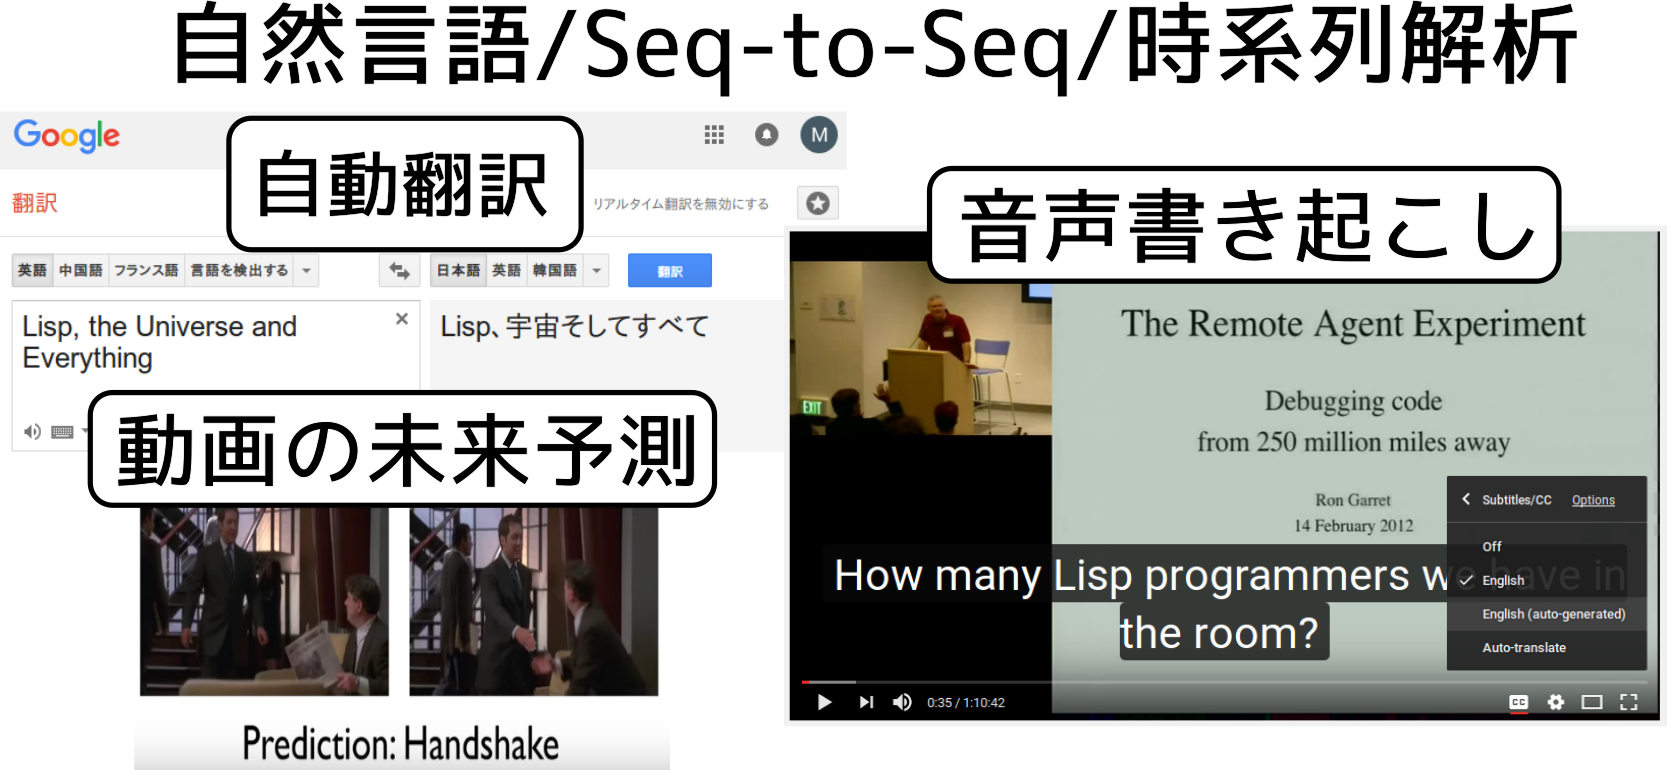 自然言語/Seq-to-Seq/時系列解析
Google
自動翻訳
M
翻訳
リアルタイム翻訳を無効にする
英語 中国語 フランス語 言語を検出する
日本語 英語 韓国語
翻訳
Lisp, the Universe and
Everything
Lisp、宇宙そしてすべて
動画の未来予測
Prediction: Handshake
音声書き起こし
The Remote Agent Experiment
Debugging code
from 250 million miles away
Ron Garret
14 February 2012
EXIT
How many Lisp programmers we have in
the room?
Subtitles/CC Options
Off
English
English (auto-generated)
Auto-translate
0:35 / 1:10:42
CC